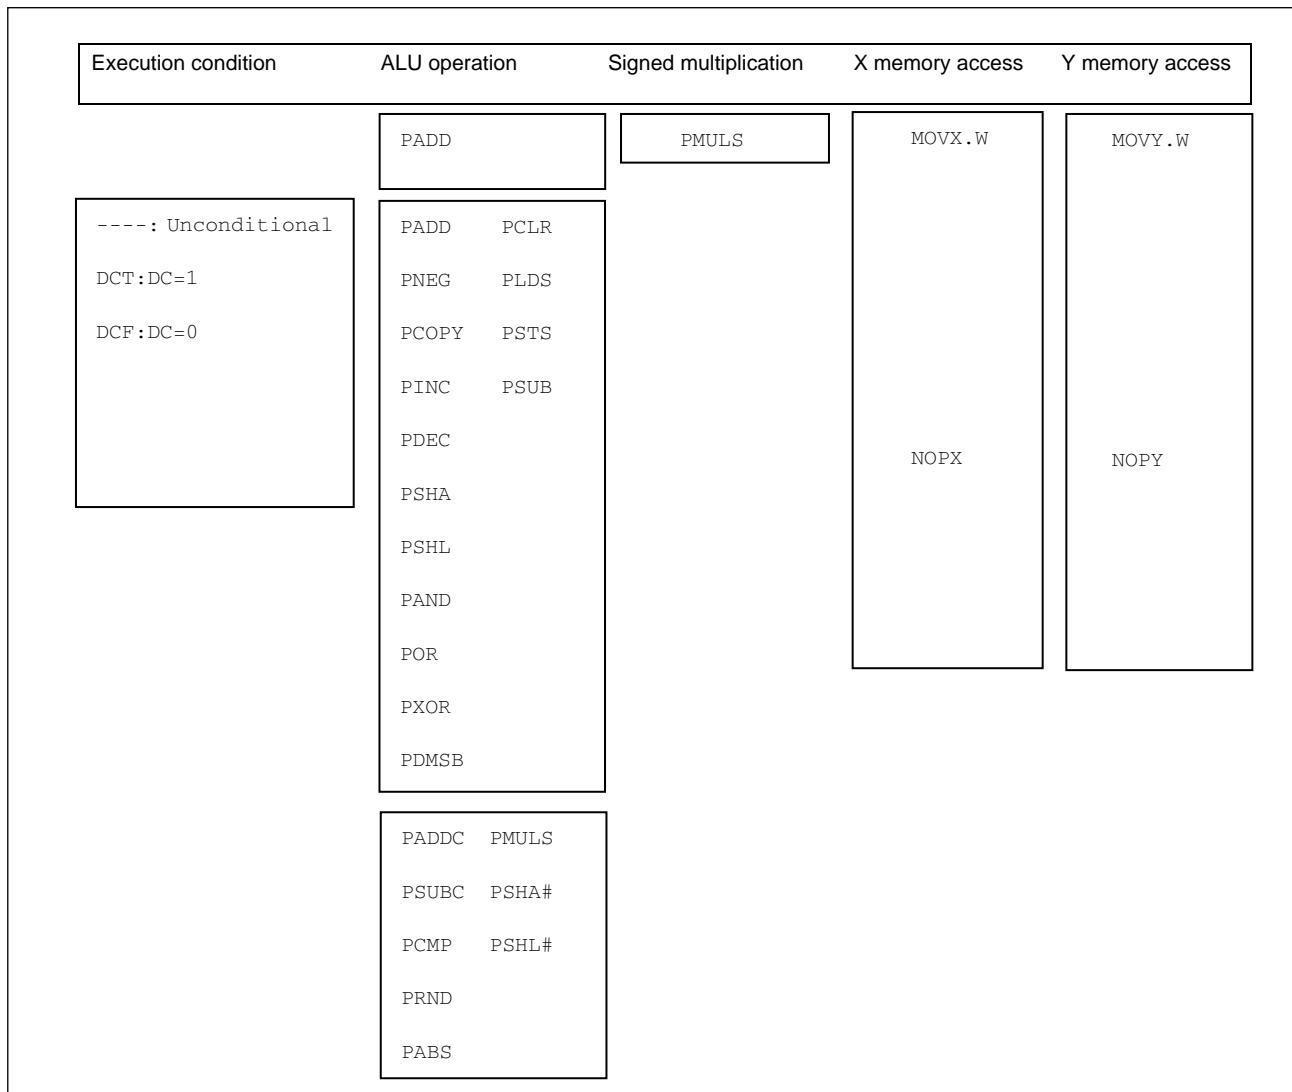 Execution condition ALU operation Signed multiplication X memory access Y memory access
PADD PMULS MOVX.W MOVY.W
----: Unconditional PADD PCLR
DCT:DC=1 PNEG PLDS
DCF:DC=0 PCOPY PSTS
PINC PSUB
PDEC
NOPX NOPY
PSHA
PSHL
PAND
POR
PXOR
PDMSB
PADDC PMULS
PSUBC PSHA#
PCMP PSHL#
PRND
PABS